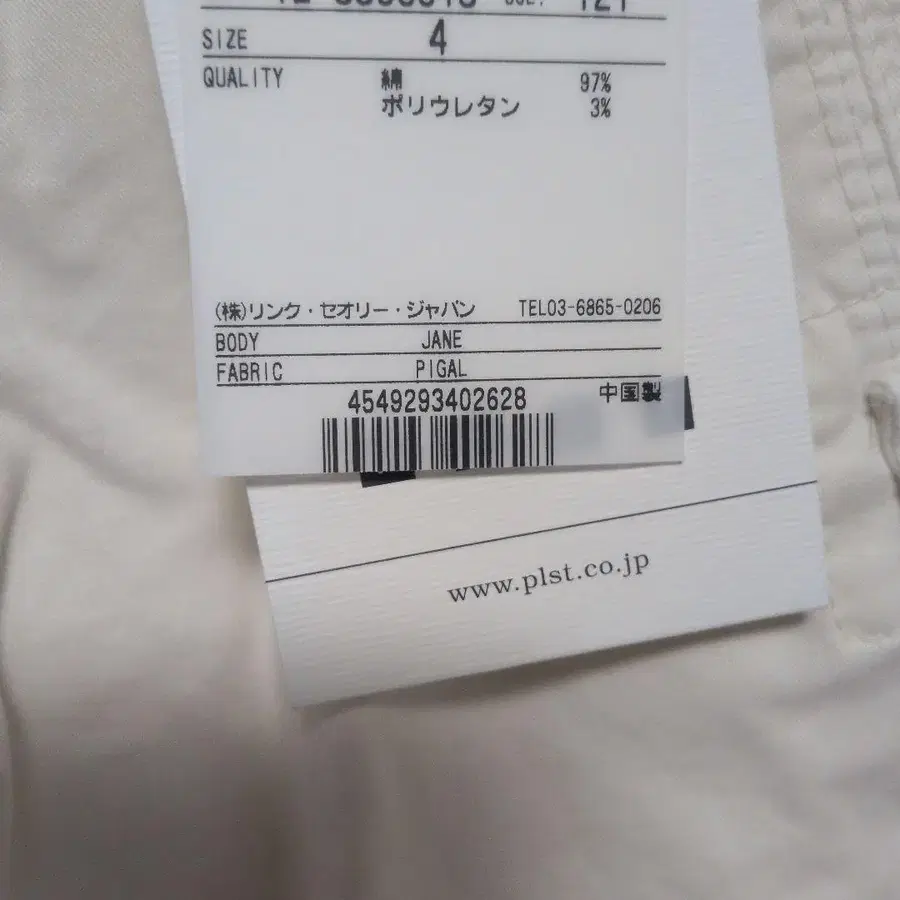 SIZE 4
QUALITY 綿 97%
ポリウレタン 3%
(株)リンク・セオリー・ジャパン TEL03-6865-0206
BODY JANE
FABRIC PIGAL
4549293402628 中国製
www.plst.co.jp